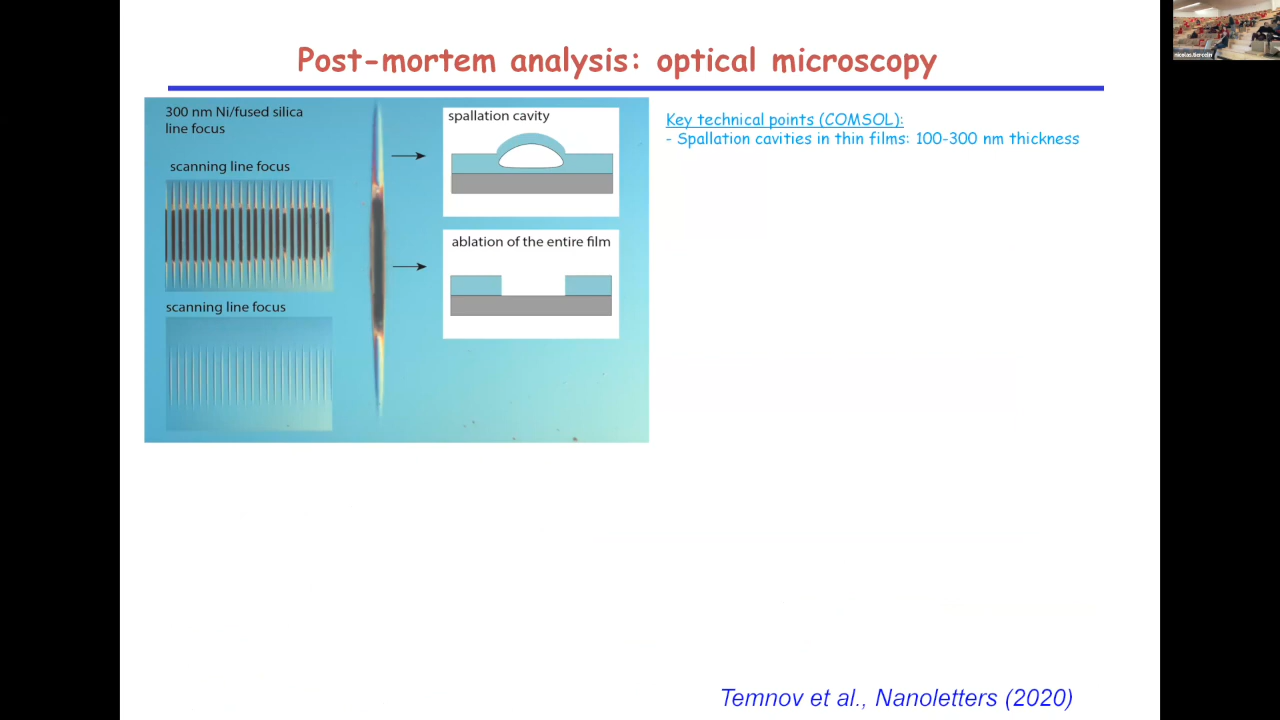 Post-mortem analysis: optical microscopy
300 nm Ni/fused silica
line focus
scanning line focus
scanning line focus
spallation cavity
ablation of the entire film
Key technical points (COMSOL):
- Spallation cavities in thin films: 100-300 nm thickness
Temnov et al., Nanoletters (2020)
nicolas.tiercelin